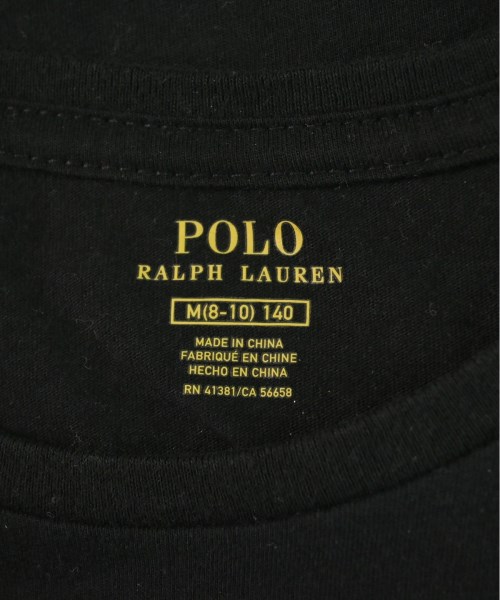 POLO
RALPH LAUREN
M(8-10) 140
MADE IN CHINA
FABRIQUÉ EN CHINE
HECHO EN CHINA
RN 41381/CA 56658